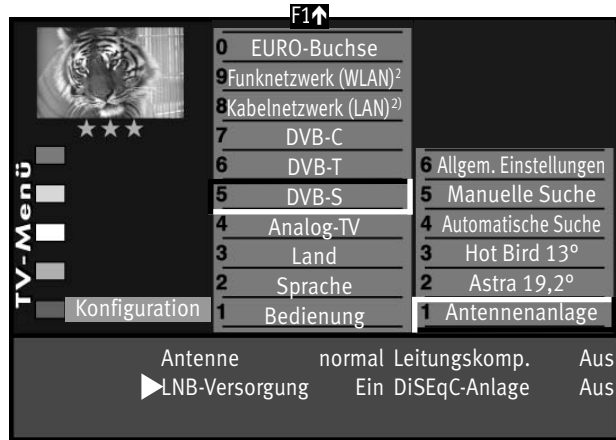 F1↑
0 EURO-Buchse
9 Funknetzwerk (WLAN)²
8 Kabelnetzwerk (LAN)²⁾
7 DVB-C
6 DVB-T
5 DVB-S
4 Analog-TV
3 Land
2 Sprache
1 Bedienung
6 Allgem. Einstellungen
5 Manuelle Suche
4 Automatische Suche
3 Hot Bird 13°
2 Astra 19,2°
1 Antennenanlage
TV-Menü
Konfiguration
Antenne normal Leitungskomp. Aus
LNB-Versorgung Ein DiSEqC-Anlage Aus